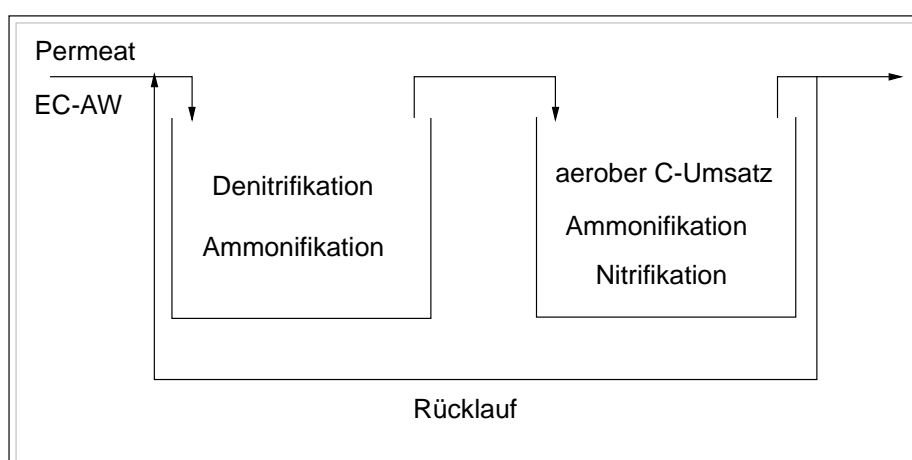 Permeat
EC-AW
Denitrifikation
Ammonifikation
aerober C-Umsatz
Ammonifikation
Nitrifikation
Rücklauf